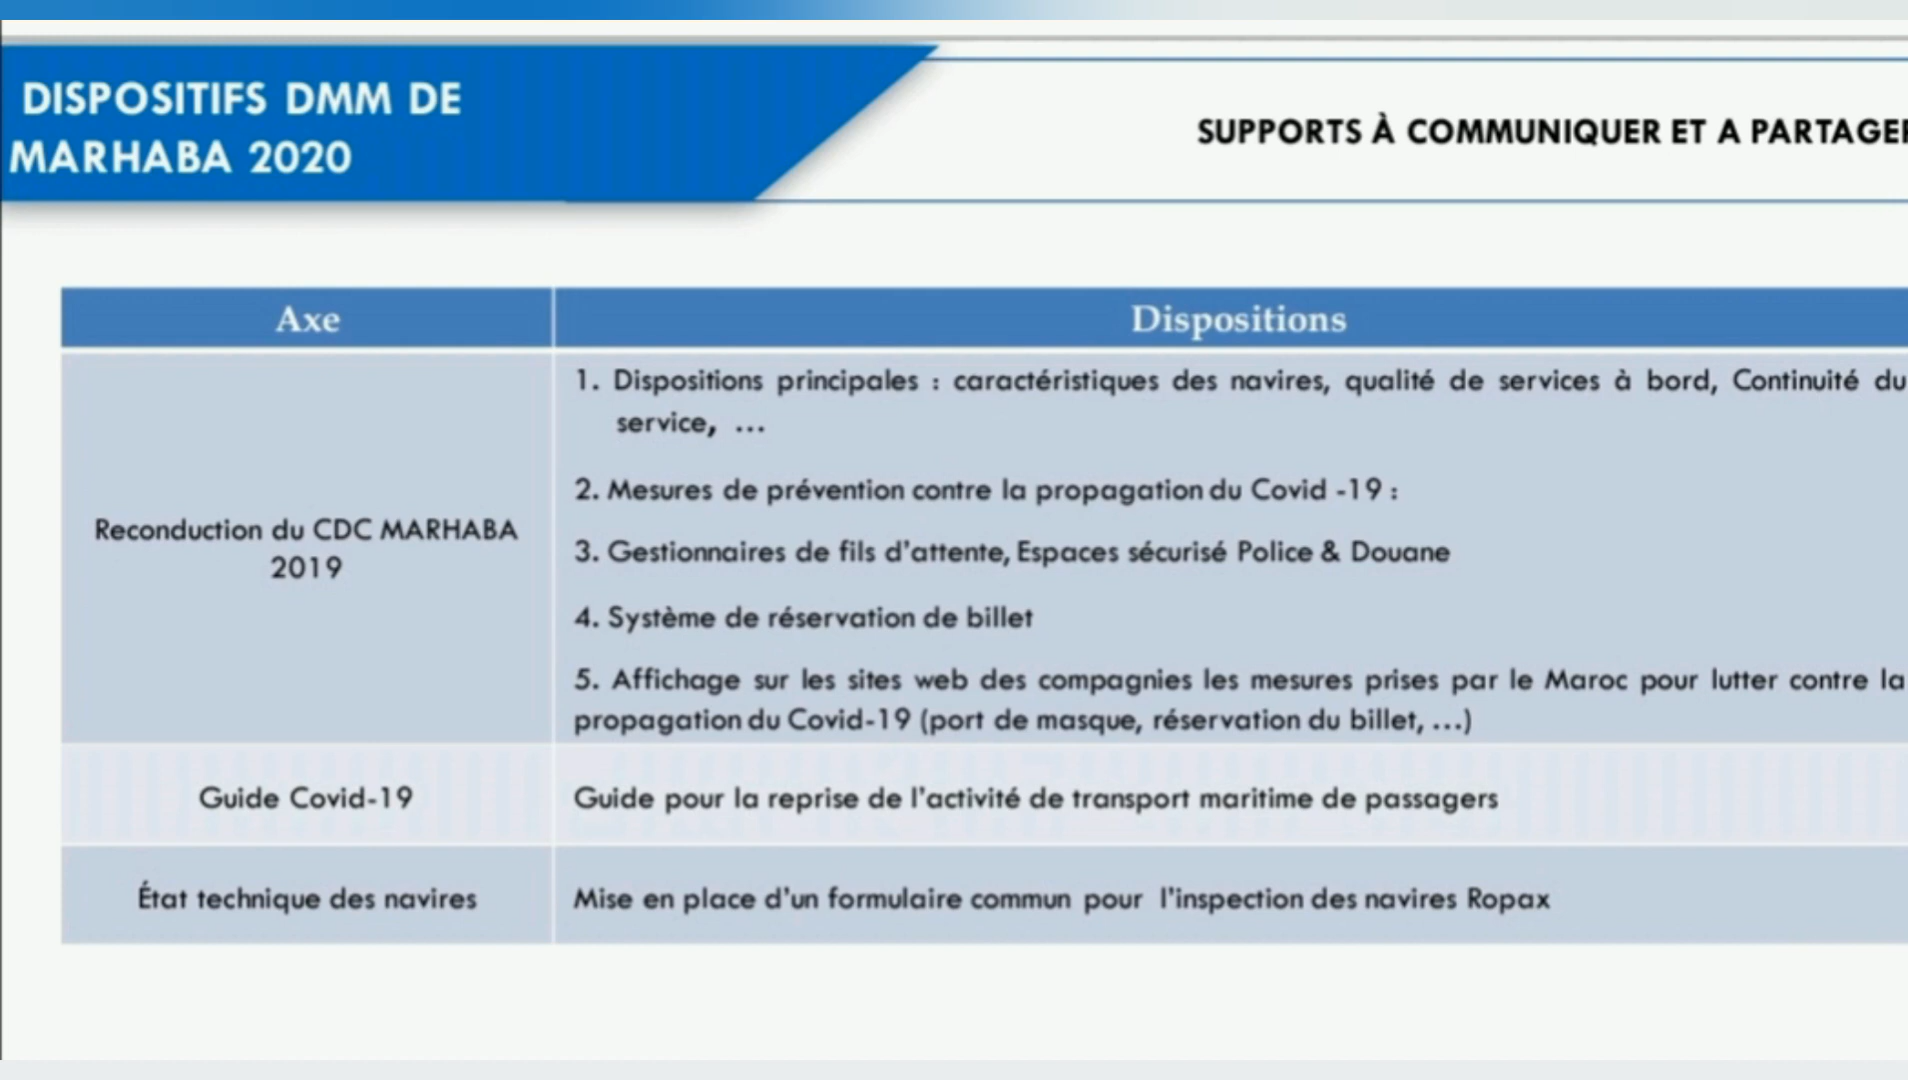 DISPOSITIFS DMM DE
MARHABA 2020
SUPPORTS À COMMUNIQUER ET A PARTAGER
Axe
Dispositions
Reconduction du CDC MARHABA
2019
1. Dispositions principales : caractéristiques des navires, qualité de services à bord, Continuité du
service, ...
2. Mesures de prévention contre la propagation du Covid -19 :
3. Gestionnaires de fils d'attente, Espaces sécurisé Police & Douane
4. Système de réservation de billet
5. Affichage sur les sites web des compagnies les mesures prises par le Maroc pour lutter contre la
propagation du Covid-19 (port de masque, réservation du billet, ...)
Guide Covid-19
Guide pour la reprise de l'activité de transport maritime de passagers
État technique des navires
Mise en place d'un formulaire commun pour l'inspection des navires Ropax